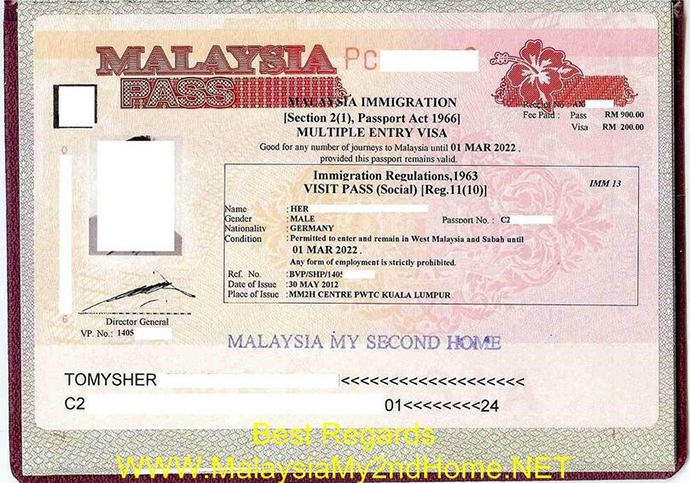 MALAYSIA PC
PASS
Receipt No : AX
Fee Paid : Pass RM 900.00
Visa RM 200.00
MALAYSIA IMMIGRATION
[Section 2(1), Passport Act 1966]
MULTIPLE ENTRY VISA
Good for any number of journeys to Malaysia until 01 MAR 2022 .
provided this passport remains valid.
Immigration Regulations,1963
VISIT PASS (Social) [Reg.11(10)]
IMM 13
Name : HER
Gender : MALE Passport No. : C2
Nationality : GERMANY
Condition : Permitted to enter and remain in West Malaysia and Sabah until
01 MAR 2022 .
Any form of employment is strictly prohibited.
Ref. No. : BVP/SHP/1405
Date of Issue : 30 MAY 2012
Place of Issue : MM2H CENTRE PWTC KUALA LUMPUR
0
6
Director General
VP. No.: 1405
MALAYSIA MY SECOND HOME
TOMYSHER <<<<<<<<<<<<<<<<<<<
C2 01<<<<<<<<24
Best Regards
WWW.MalaysiaMy2ndHome.NET